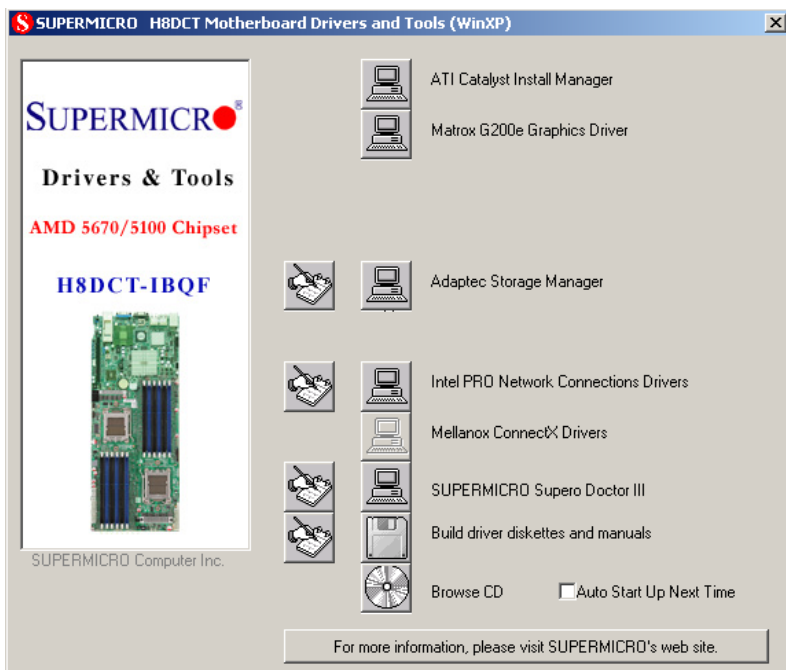 SUPERMICRO H8DCT Motherboard Drivers and Tools (WinXP)
SUPERMICRO®
Drivers & Tools
AMD 5670/5100 Chipset
H8DCT-IBQF
SUPERMICRO Computer Inc.
ATI Catalyst Install Manager
Matrox G200e Graphics Driver
Adaptec Storage Manager
Intel PRO Network Connections Drivers
Mellanox ConnectX Drivers
SUPERMICRO Supero Doctor III
Build driver diskettes and manuals
Browse CD
Auto Start Up Next Time
For more information, please visit SUPERMICRO's web site.